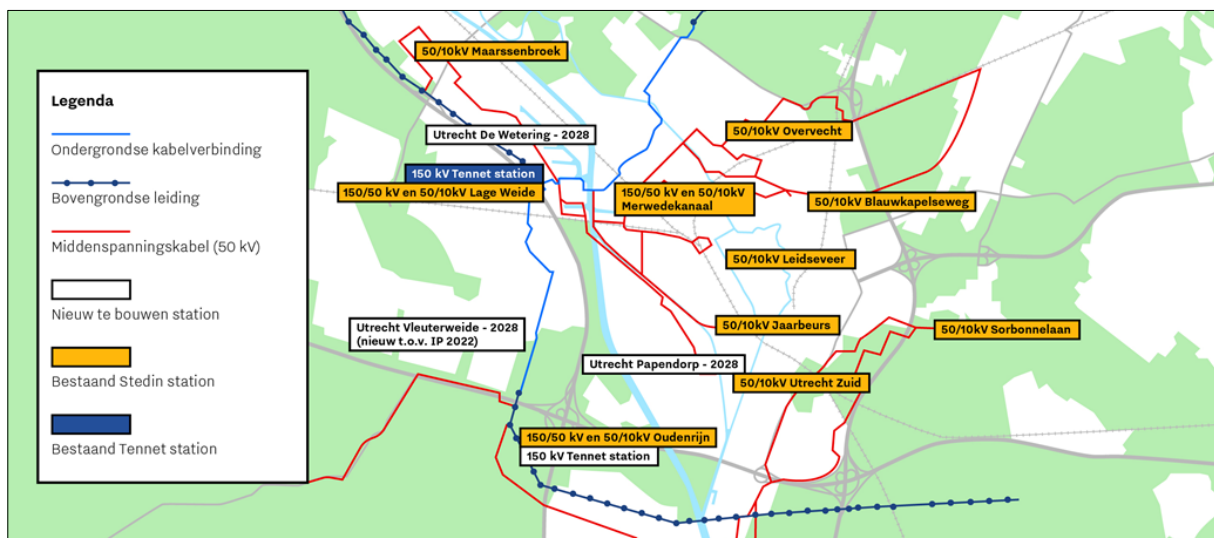 Legenda
Ondergrondse kabelverbinding
Bovengrondse leiding
Middenspanningskabel (50 kV)
Nieuw te bouwen station
Bestaand Stedin station
Bestaand Tennet station
50/10kV Maarssenbroek
Utrecht De Wetering - 2028
50/10kV Overvecht
150 kV Tennet station
150/50 kV en 50/10kV Lage Weide
150/50 kV en 50/10kV
Merwedekanaal
50/10kV Blauwkapelseweg
50/10kV Leidseveer
Utrecht Vleuterweide - 2028
(nieuw t.o.v. IP 2022)
50/10kV Jaarbeurs
50/10kV Sorbonnelaan
Utrecht Papendorp - 2028
50/10kV Utrecht Zuid
150/50 kV en 50/10kV Oudenrijn
150 kV Tennet station